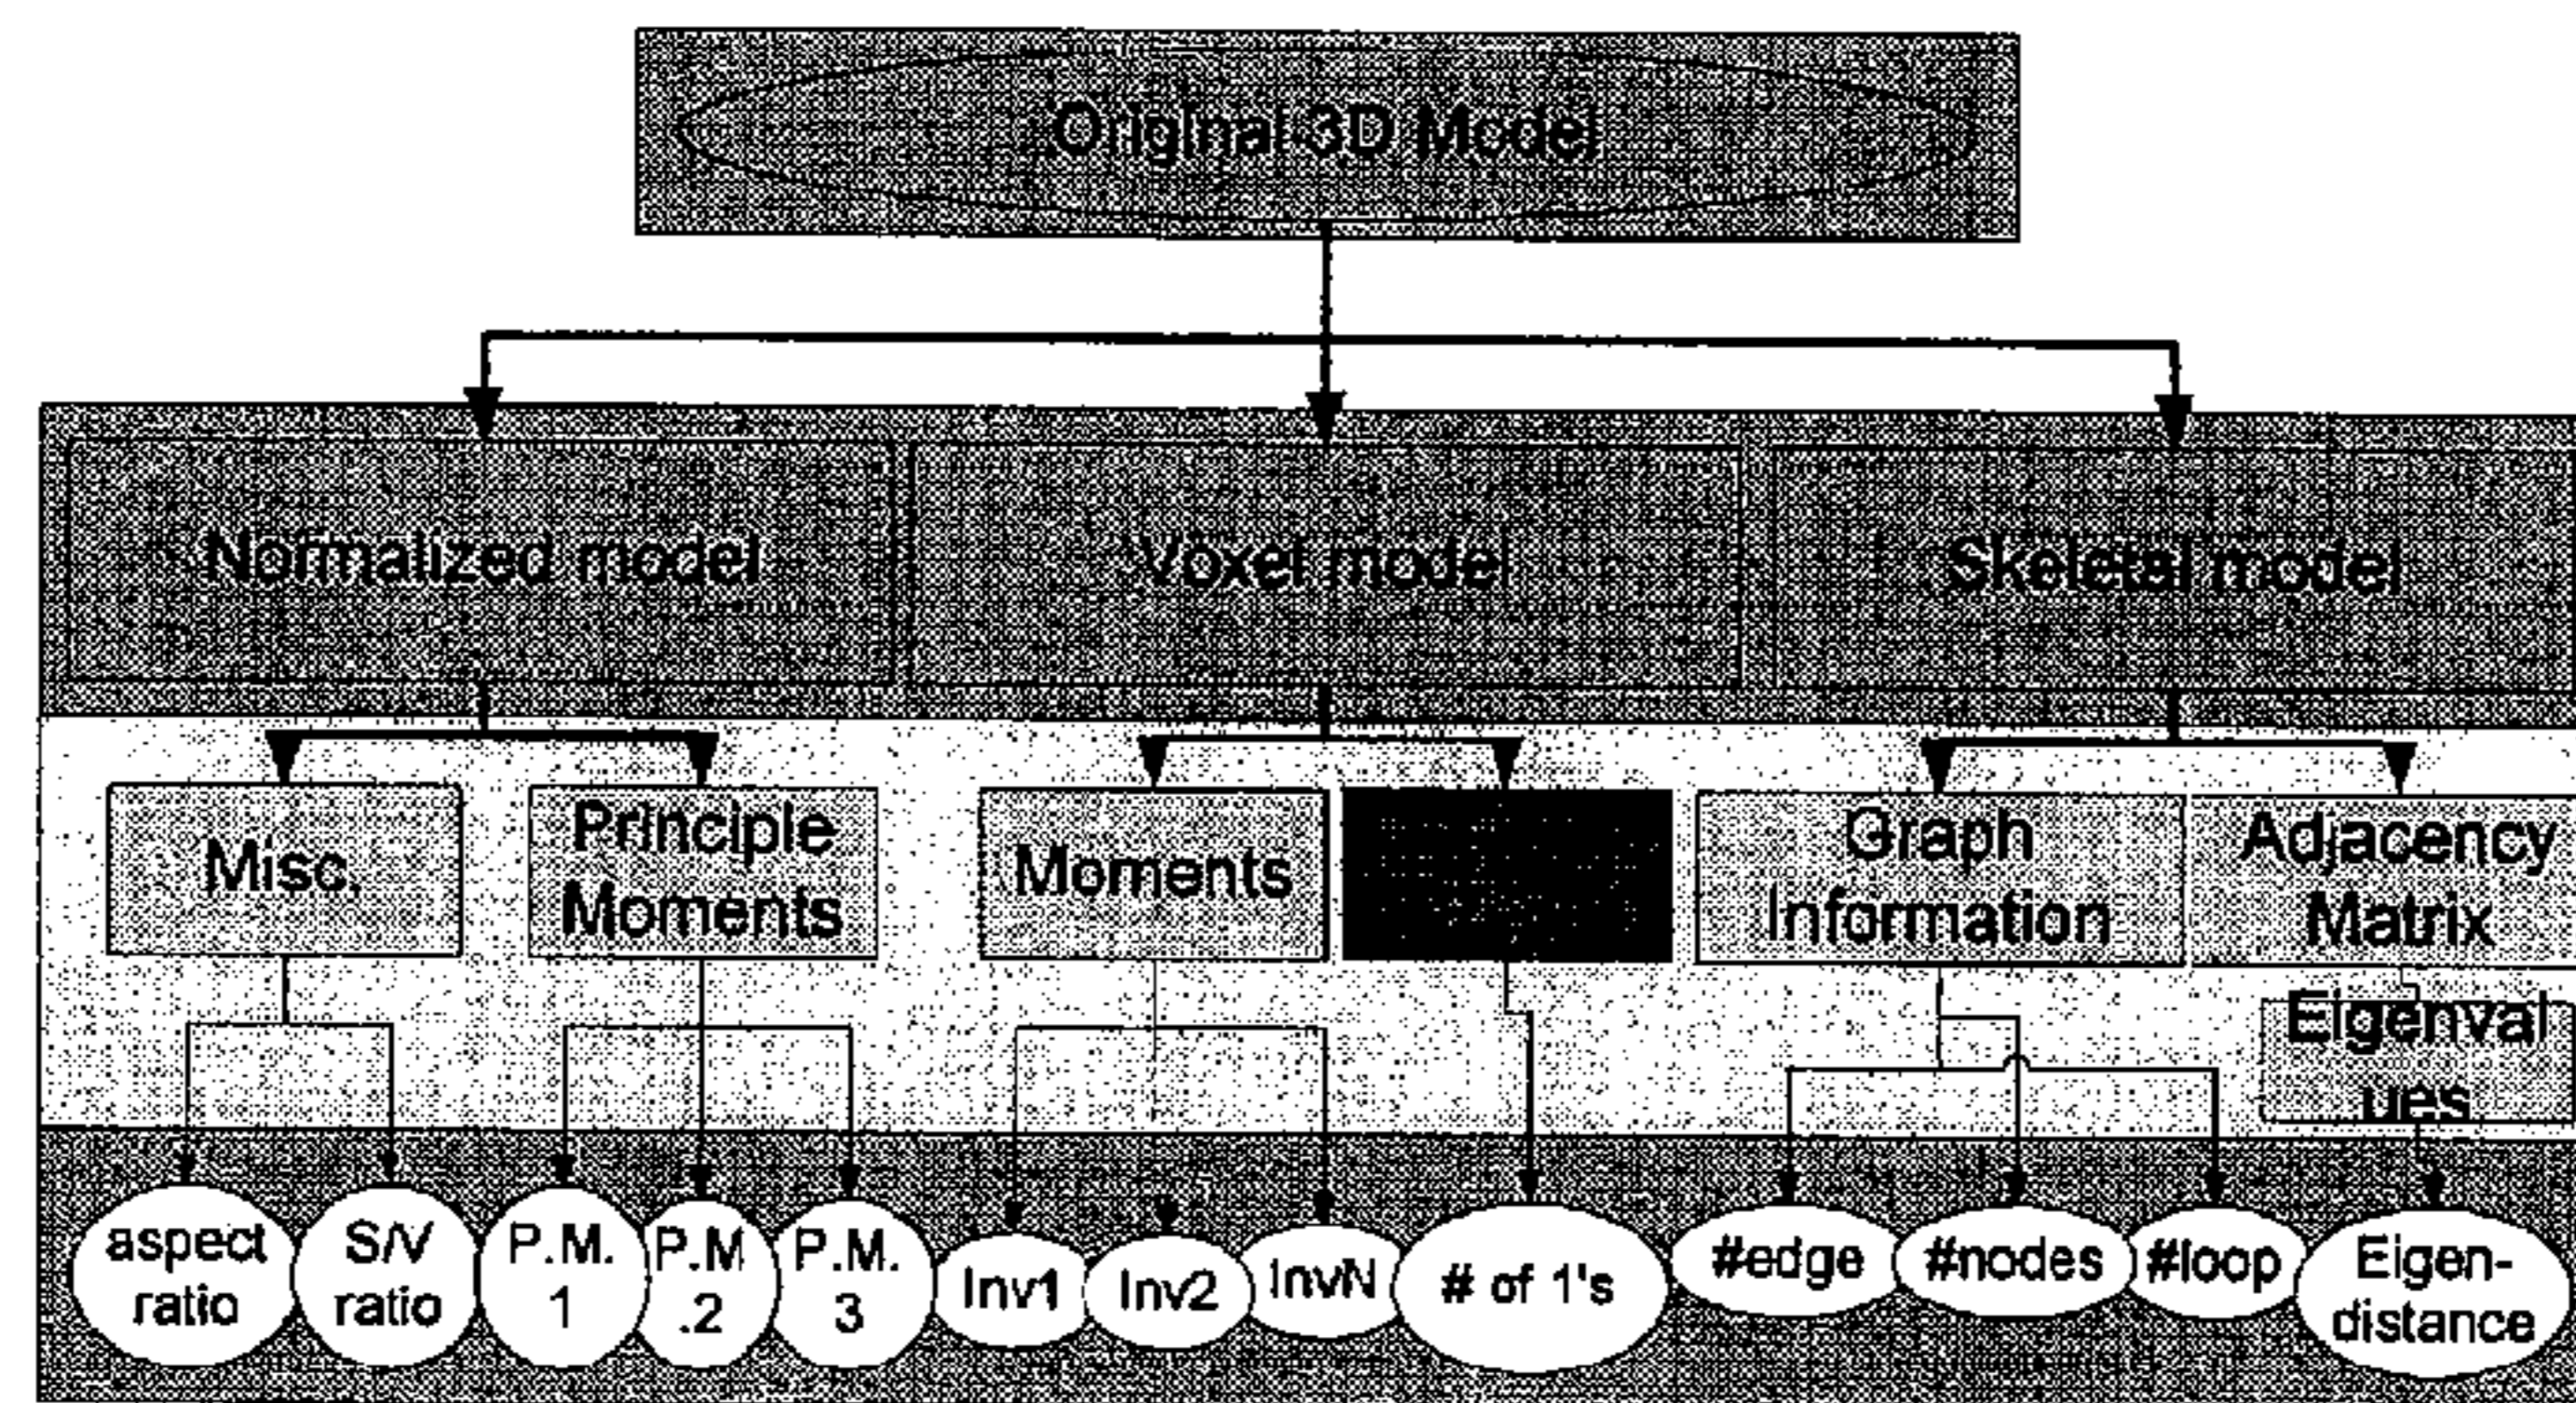 Original 3D Model
Normalized model
Voxel model
Skeletal model
Misc.
Principle
Moments
Moments
Graph
Information
Adjacency
Matrix
Eigenval
ues
aspect
ratio
S/V
ratio
P.M.
1
P.M
.2
P.M.
3
Inv1
Inv2
InvN
# of 1's
#edge
#nodes
#loop
Eigen-
distance